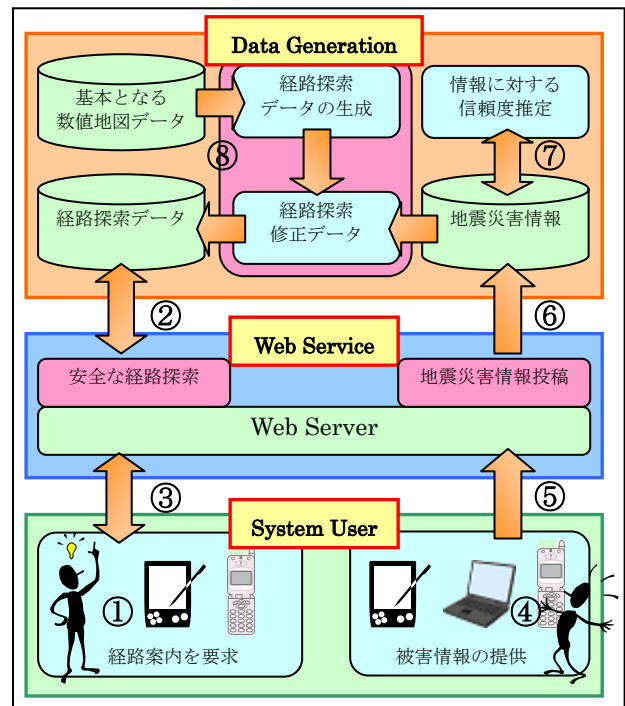 Data Generation
基本となる
数値地図データ
経路探索
データの生成
情報に対する
信頼度推定
⑧
⑦
経路探索データ
経路探索
修正データ
地震災害情報
②
⑥
Web Service
安全な経路探索
地震災害情報投稿
Web Server
③
⑤
System User
①
④
経路案内を要求
被害情報の提供